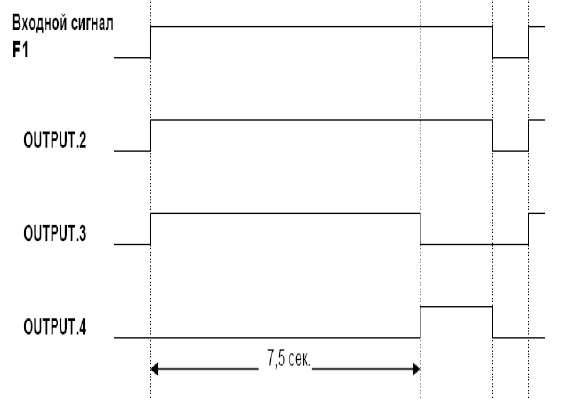 Входной сигнал
F1
OUTPUT.2
OUTPUT.3
OUTPUT.4
7,5 сек.